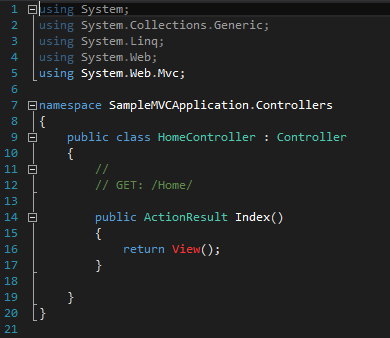 1 using System;
2 using System.Collections.Generic;
3 using System.Linq;
4 using System.Web;
5 using System.Web.Mvc;
6
7 namespace SampleMVCApplication.Controllers
8 {
9     public class HomeController : Controller
10     {
11         //
12         // GET: /Home/
13
14         public ActionResult Index()
15         {
16             return View();
17         }
18
19     }
20 }
21